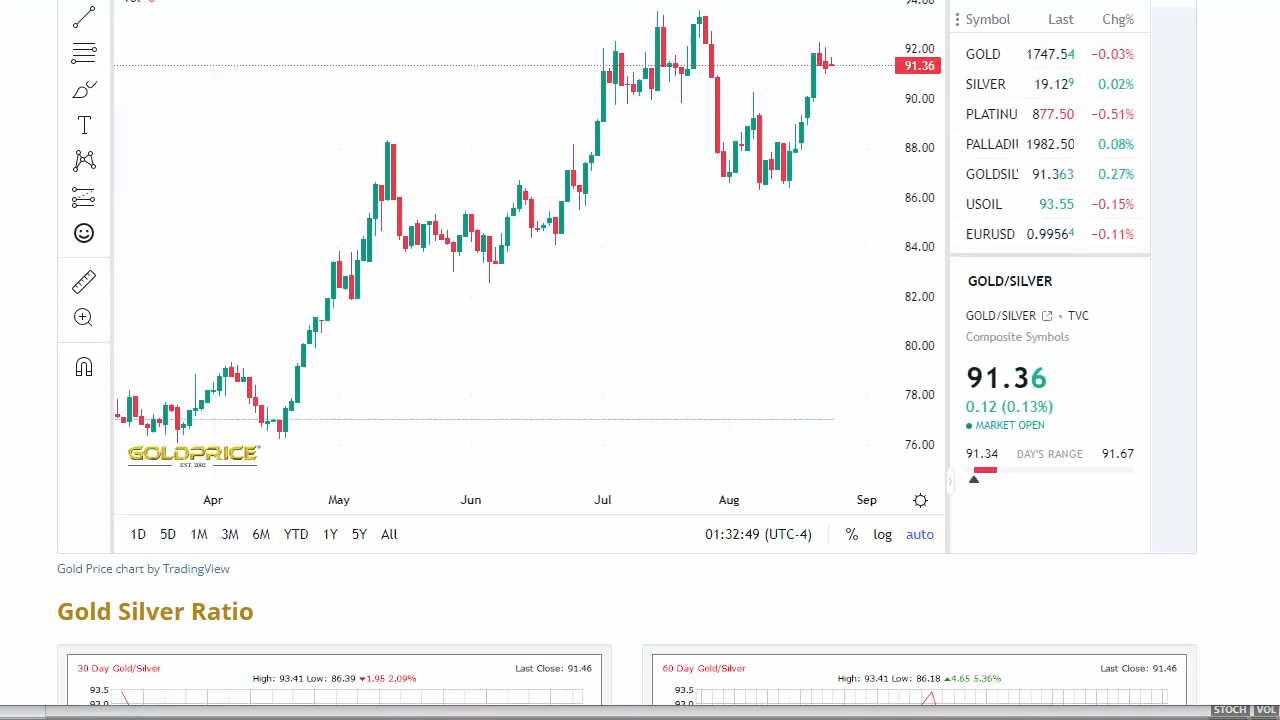 94.00
92.00
91.36
90.00
88.00
86.00
84.00
82.00
80.00
78.00
76.00
GOLDPRICE
EST. 2002
Apr May Jun Jul Aug Sep
1D 5D 1M 3M 6M YTD 1Y 5Y All 01:32:49 (UTC-4) % log auto
Symbol Last Chg%
GOLD 1747.54 −0.03%
SILVER 19.129 0.02%
PLATINU 877.50 −0.51%
PALLADI 1982.50 0.08%
GOLDSIL 91.363 0.27%
USOIL 93.55 −0.15%
EURUSD 0.99564 −0.11%
GOLD/SILVER
GOLD/SILVER • TVC
Composite Symbols
91.36
0.12 (0.13%)
MARKET OPEN
91.34 DAY'S RANGE 91.67
Gold Price chart by TradingView
Gold Silver Ratio
30 Day Gold/Silver Last Close: 91.46
High: 93.41 Low: 86.39 ▼1.95 2.09%
93.5
93.0
60 Day Gold/Silver Last Close: 91.46
High: 93.41 Low: 86.18 ▲4.65 5.36%
93.5
93.0
STOCH VOL